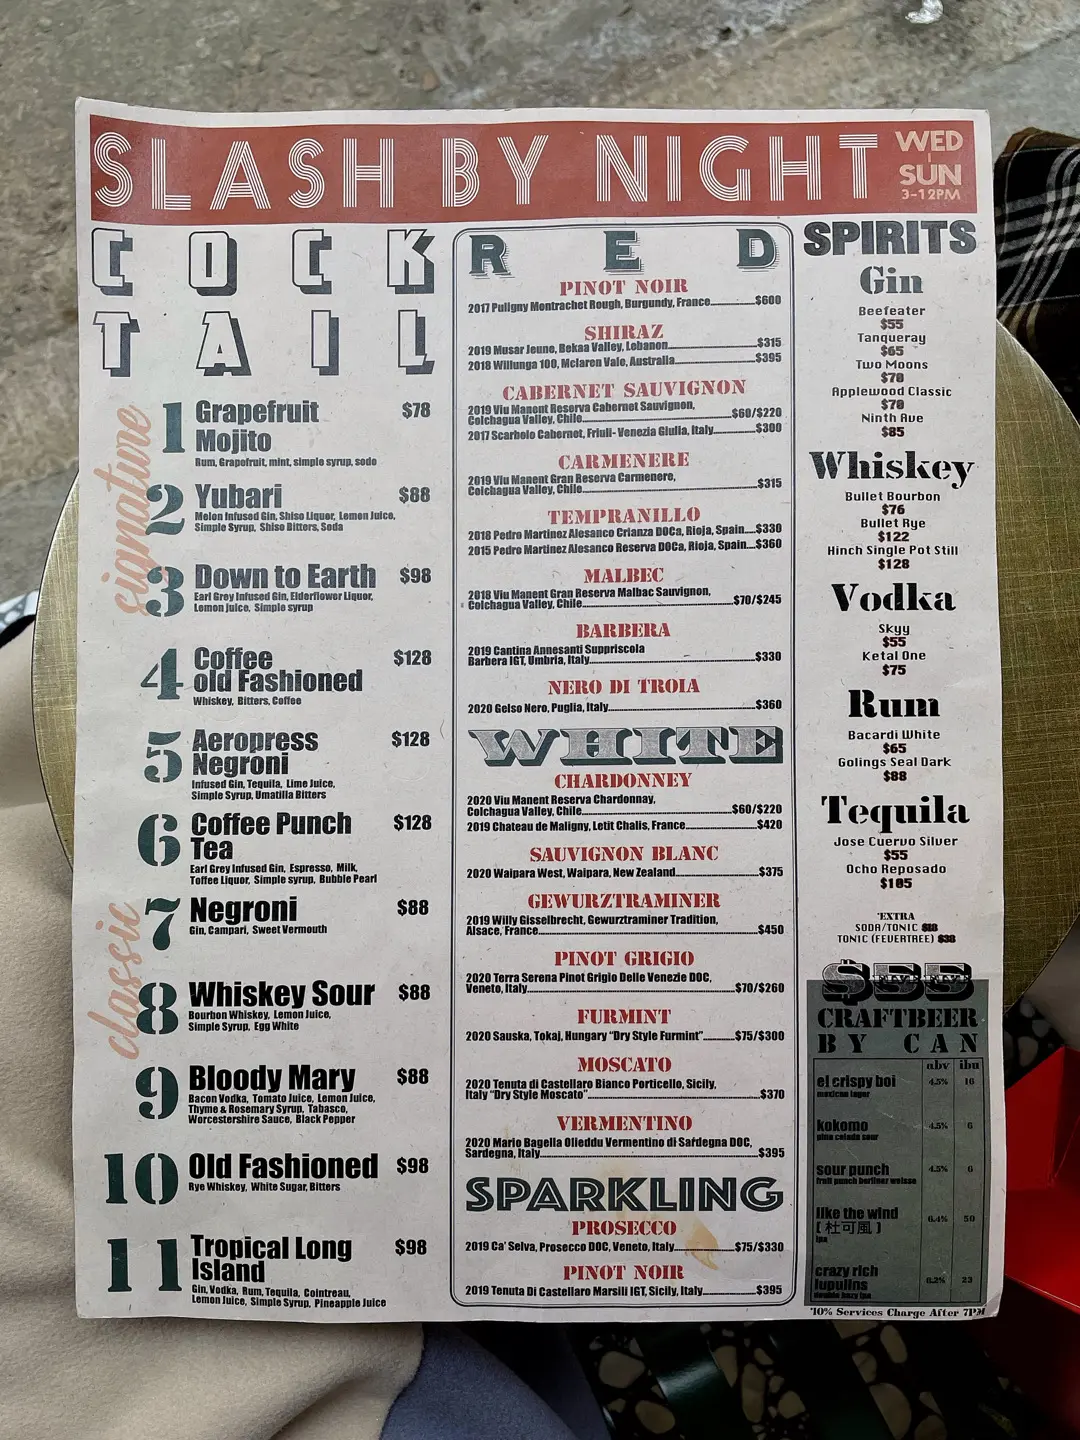 SLASH BY NIGHT
WED
-
SUN
3-12PM
COCK
TAIL
signature
1 Grapefruit $78
Mojito
Rum, Grapefruit, mint, simple syrup, soda
2 Yubari $88
Melon Infused Gin, Shiso Liquor, Lemon Juice,
Simple Syrup, Shiso Bitters, Soda
3 Down to Earth $98
Earl Grey Infused Gin, Elderflower Liquor,
Lemon Juice, Simple syrup
4 Coffee $128
old Fashioned
Whiskey, Bitters, Coffee
5 Aeropress $128
Negroni
Infused Gin, Tequila, Lime Juice,
Simple Syrup, Umatilla Bitters
6 Coffee Punch $128
Tea
Earl Grey Infused Gin, Espresso, Milk,
Toffee Liquor, Simple syrup, Bubble Pearl
classic
7 Negroni $88
Gin, Campari, Sweet Vermouth
8 Whiskey Sour $88
Bourbon Whiskey, Lemon Juice,
Simple Syrup, Egg White
9 Bloody Mary $88
Bacon Vodka, Tomato Juice, Lemon Juice,
Thyme & Rosemary Syrup, Tabasco,
Worcestershire Sauce, Black Pepper
10 Old Fashioned $98
Rye Whiskey, White Sugar, Bitters
11 Tropical Long $98
Island
Gin, Vodka, Rum, Tequila, Cointreau,
Lemon Juice, Simple Syrup, Pineapple Juice
RED
PINOT NOIR
2017 Puligny Montrachet Rough, Burgundy, France $600
SHIRAZ
2019 Musar Jeune, Bekaa Valley, Lebanon $315
2018 Willunga 100, Mclaren Vale, Australia $395
CABERNET SAUVIGNON
2019 Viu Manent Reserva Cabernet Sauvignon,
Colchagua Valley, Chile $60/$220
2017 Scarbolo Cabernet, Friuli- Venezia Giulia, Italy $300
CARMENERE
2019 Viu Manent Gran Reserva Carmenere,
Colchagua Valley, Chile $315
TEMPRANILLO
2018 Pedro Martinez Alesanco Crianza DOCa, Rioja, Spain $330
2015 Pedro Martinez Alesanco Reserva DOCa, Rioja, Spain $360
MALBEC
2018 Viu Manent Gran Reserva Malbac Sauvignon,
Colchagua Valley, Chile $70/$245
BARBERA
2019 Cantina Annesanti Suppriscola
Barbera IGT, Umbria, Italy $330
NERO DI TROIA
2020 Gelso Nero, Puglia, Italy $360
WHITE
CHARDONNEY
2020 Viu Manent Reserva Chardonnay,
Colchagua Valley, Chile $60/$220
2019 Chateau de Maligny, Letit Chalis, France $420
SAUVIGNON BLANC
2020 Waipara West, Waipara, New Zealand $375
GEWURZTRAMINER
2019 Willy Gisselbrecht, Gewurztraminer Tradition,
Alsace, France $450
PINOT GRIGIO
2020 Terra Serena Pinot Grigio Delle Venezie DOC,
Veneto, Italy $70/$260
FURMINT
2020 Sauska, Tokaj, Hungary "Dry Style Furmint" $75/$300
MOSCATO
2020 Tenuta di Castellaro Bianco Porticello, Sicily,
Italy "Dry Style Moscato" $370
VERMENTINO
2020 Mario Bagella Olieddu Vermentino di Safdegna DOC,
Sardegna, Italy $395
SPARKLING
PROSECCO
2019 Ca' Selva, Prosecco DOC, Veneto, Italy $75/$330
PINOT NOIR
2019 Tenuta Di Castellaro Marsili IGT, Sicily, Italy $395
SPIRITS
Gin
Beefeater
$55
Tanqueray
$65
Two Moons
$70
Applewood Classic
$70
Ninth Ave
$85
Whiskey
Bullet Bourbon
$76
Bullet Rye
$122
Hinch Single Pot Still
$128
Vodka
Skyy
$55
Ketal One
$75
Rum
Bacardi White
$65
Golings Seal Dark
$88
Tequila
Jose Cuervo Silver
$55
Ocho Reposado
$105
*EXTRA
SODA/TONIC $18
TONIC (FEVERTREE) $38
$55
CRAFTBEER
BY CAN
abv ibu
el crispy boi 4.5% 16
mexican lager
kokomo 4.5% 6
pina colada sour
sour punch 4.5% 6
fruit punch berliner weisse
like the wind 6.4% 50
[ 杜可風 ]
ipa
crazy rich
lupulins 8.2% 23
double hazy ipa
*10% Services Charge After 7PM